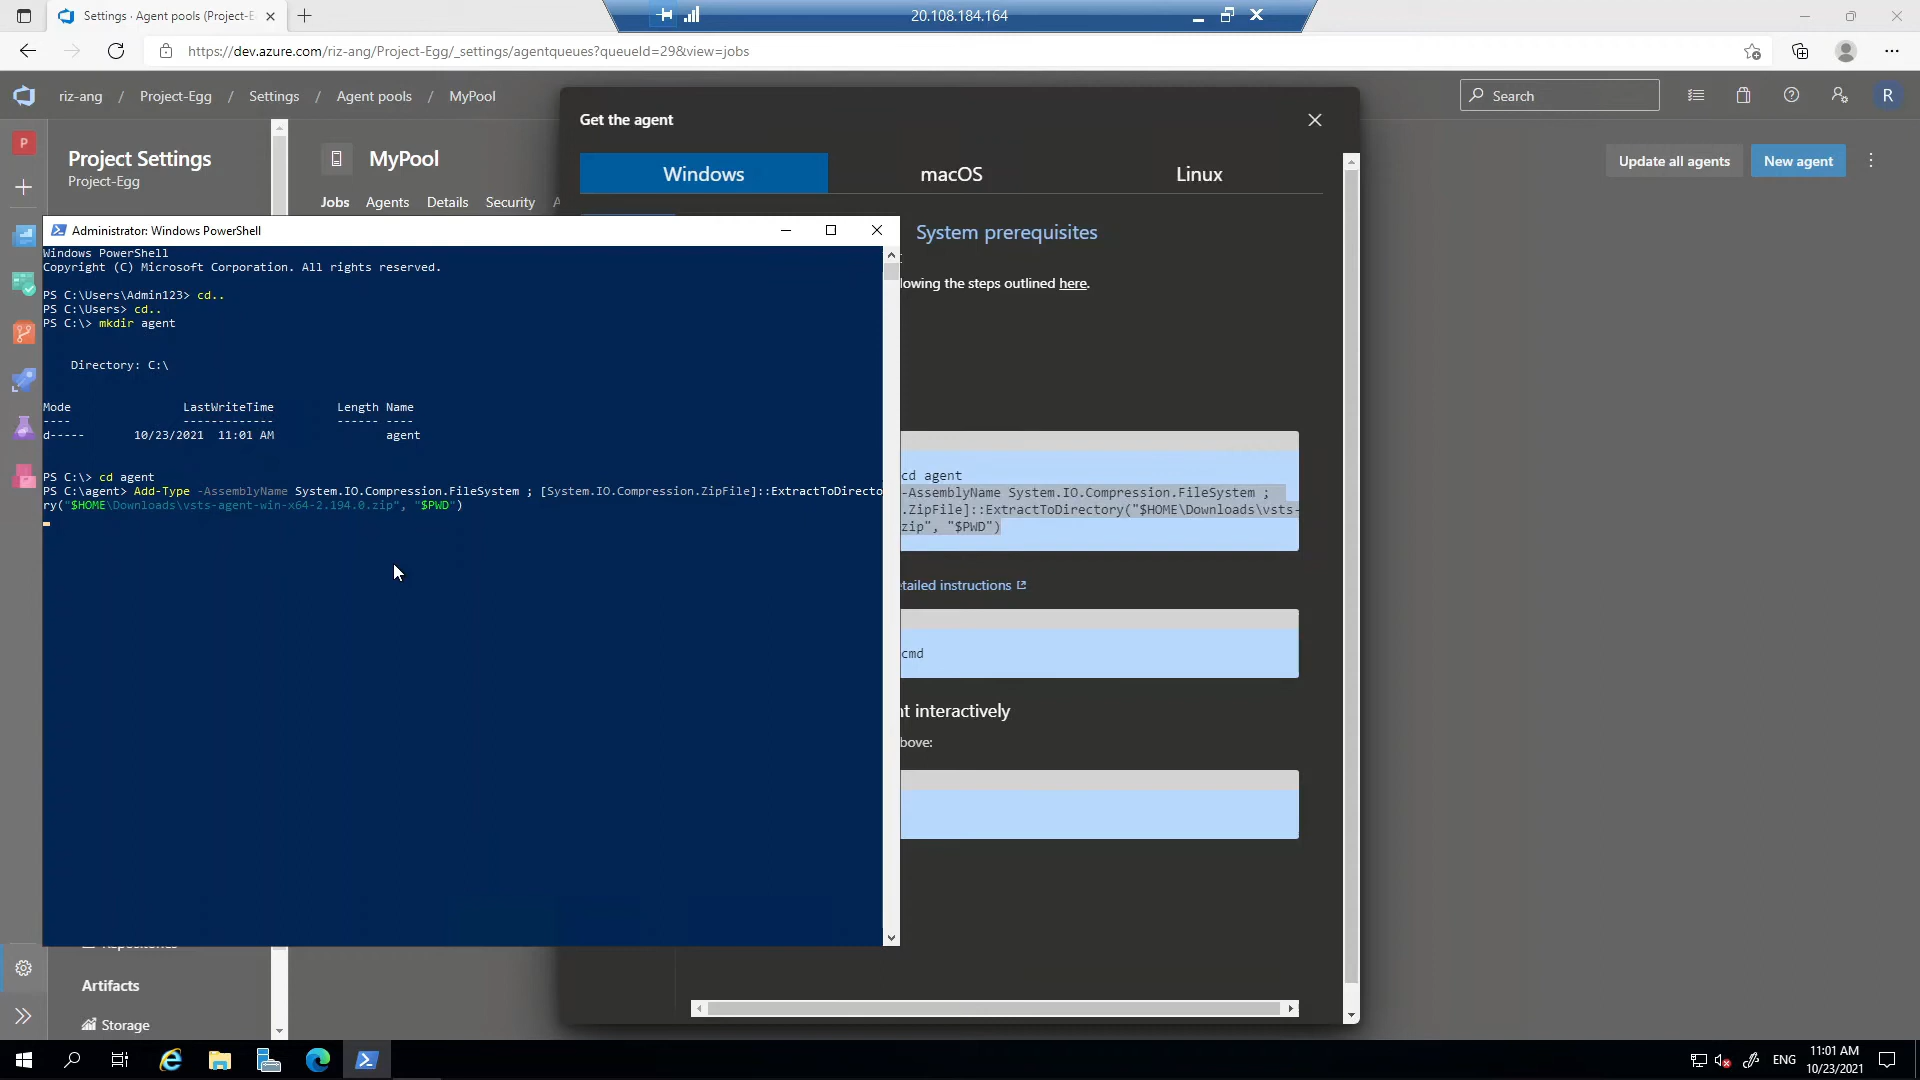 Settings · Agent pools (Project-E
20.108.184.164
https://dev.azure.com/riz-ang/Project-Egg/_settings/agentqueues?queueId=29&view=jobs
riz-ang / Project-Egg / Settings / Agent pools / MyPool
Search
R
P
Project Settings
Project-Egg
MyPool
Update all agents
New agent
Jobs Agents Details Security A
Get the agent
Windows macOS Linux
System prerequisites
lowing the steps outlined here.
cd agent
-AssemblyName System.IO.Compression.FileSystem ;
.ZipFile]::ExtractToDirectory("$HOME\Downloads\vsts-
zip", "$PWD")
etailed instructions
cmd
nt interactively
bove:
Administrator: Windows PowerShell
Windows PowerShell
Copyright (C) Microsoft Corporation. All rights reserved.
PS C:\Users\Admin123> cd..
PS C:\Users> cd..
PS C:\> mkdir agent
Directory: C:\
Mode LastWriteTime Length Name
---- ------------- ------ ----
d----- 10/23/2021 11:01 AM agent
PS C:\> cd agent
PS C:\agent> Add-Type -AssemblyName System.IO.Compression.FileSystem ; [System.IO.Compression.ZipFile]::ExtractToDirecto
ry("$HOME\Downloads\vsts-agent-win-x64-2.194.0.zip", "$PWD")
Repositories
Artifacts
Storage
ENG
11:01 AM
10/23/2021